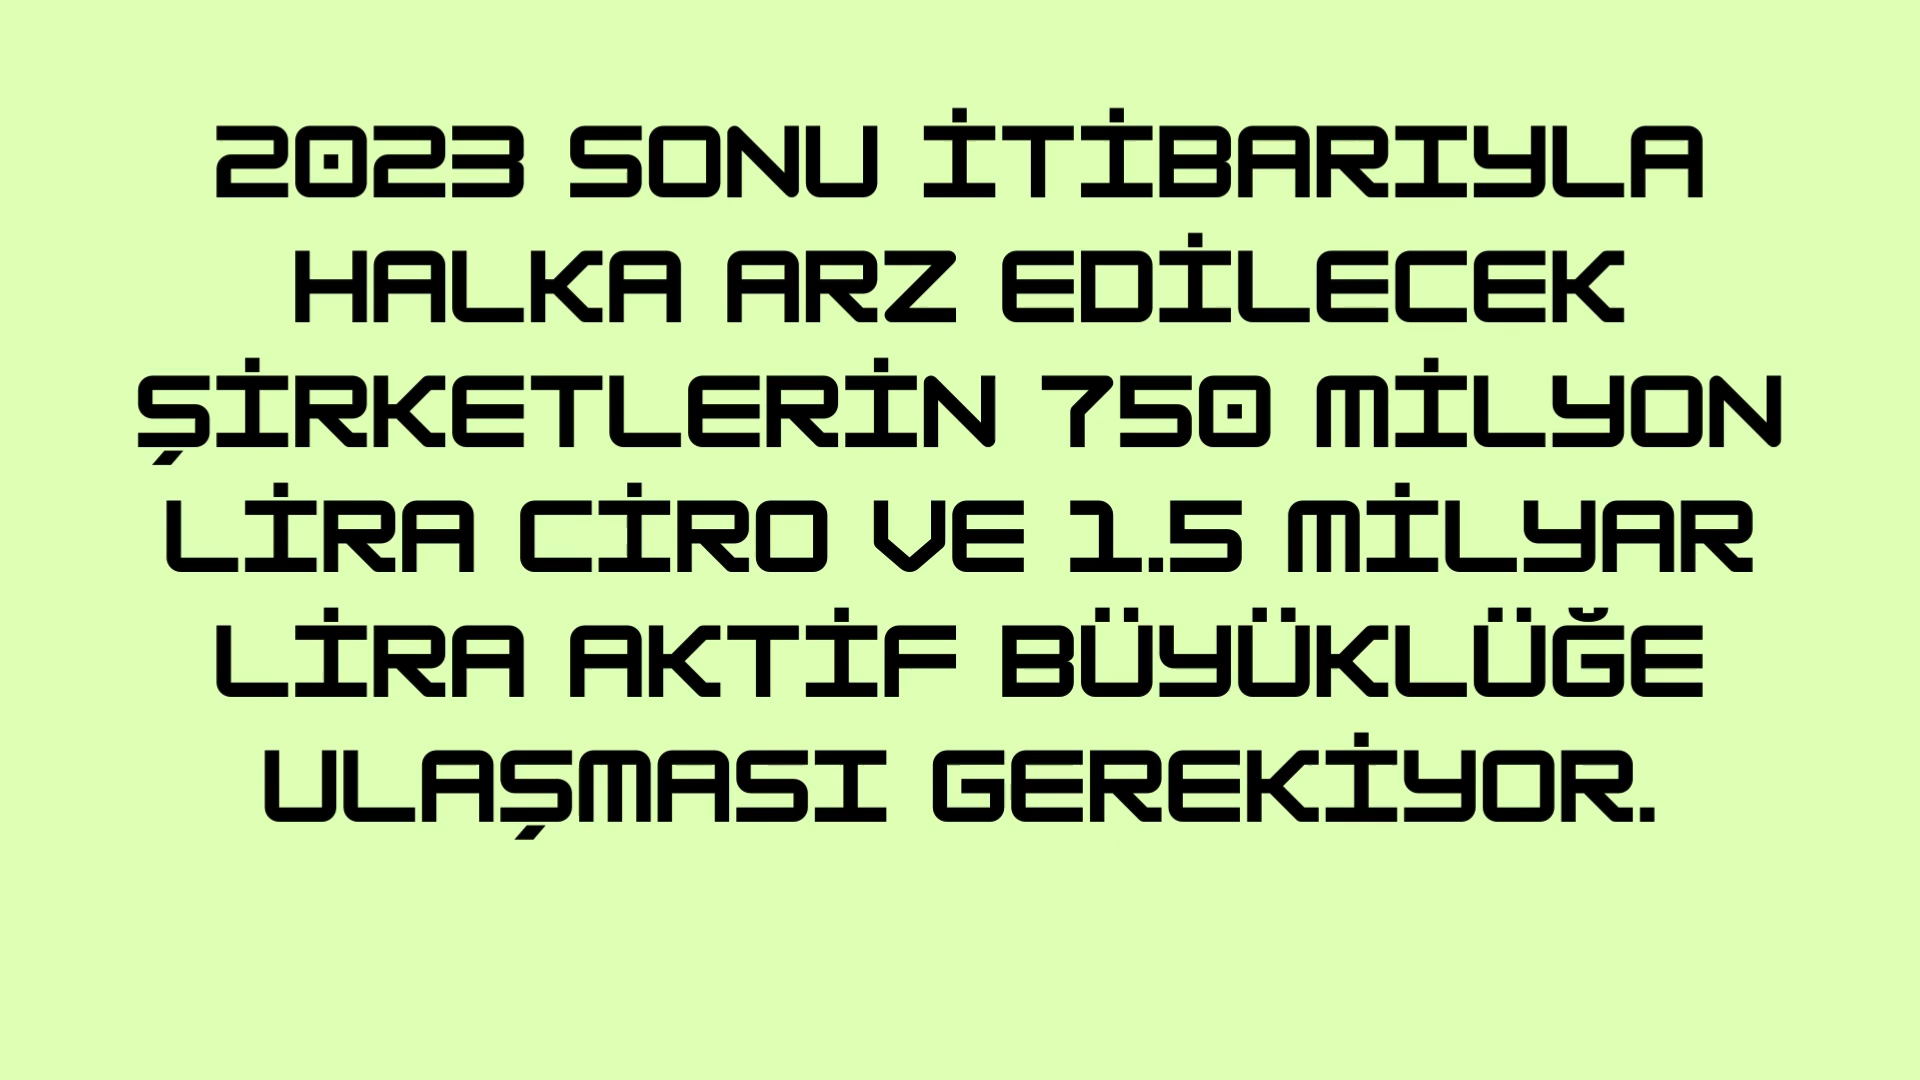 2023 SONU İTİBARIYLA
HALKA ARZ EDİLECEK
ŞİRKETLERİN 750 MİLYON
LİRA CİRO VE 1.5 MİLYAR
LİRA AKTİF BÜYÜKLÜĞE
ULAŞMASI GEREKİYOR.